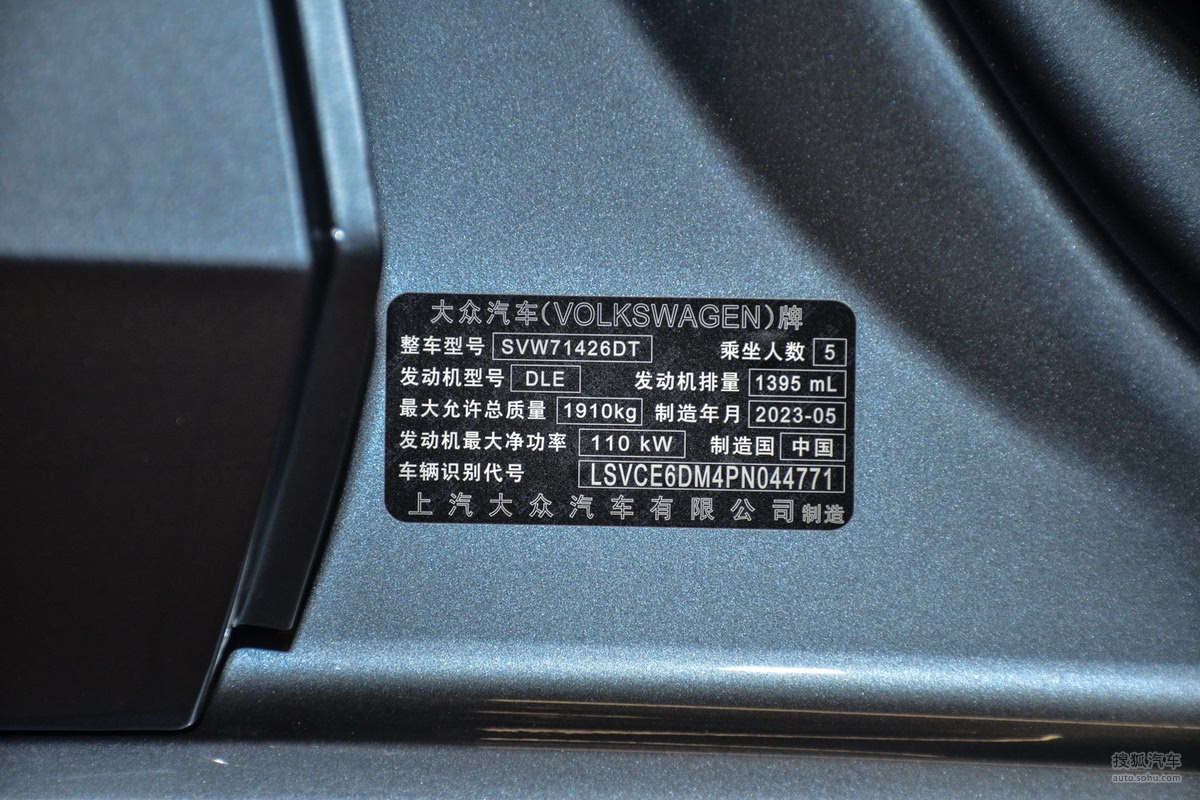 大众汽车(VOLKSWAGEN)牌
整车型号 SVW71426DT 乘坐人数 5
发动机型号 DLE 发动机排量 1395 mL
最大允许总质量 1910kg 制造年月 2023-05
发动机最大净功率 110 kW 制造国 中国
车辆识别代号 LSVCE6DM4PN044771
上汽大众汽车有限公司制造
搜狐汽车
auto.sohu.com